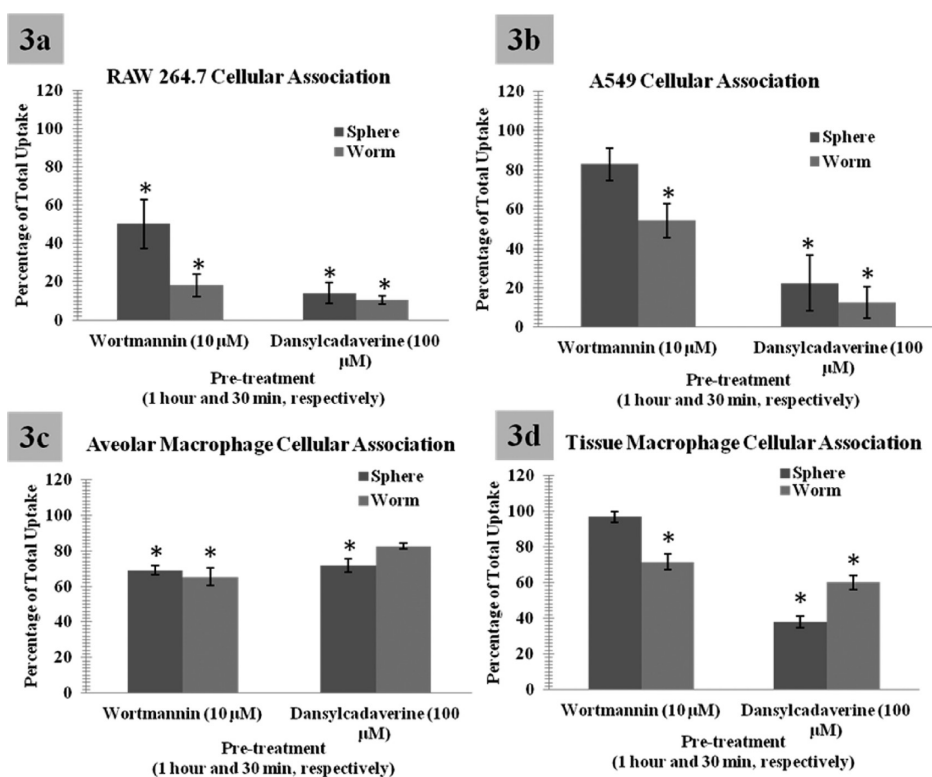 3a
RAW 264.7 Cellular Association
Percentage of Total Uptake
120
100
80
60
40
20
0
Sphere
Worm
*
*
*
*
Wortmannin (10 µM)
Dansylcadaverine (100
µM)
Pre-treatment
(1 hour and 30 min, respectively)
3b
A549 Cellular Association
Percentage of Total Uptake
120
100
80
60
40
20
0
Sphere
Worm
*
*
*
Wortmannin (10 µM)
Dansylcadaverine (100
µM)
Pre-treatment
(1 hour and 30 min, respectively)
3c
Aveolar Macrophage Cellular Association
Percentage of Total Uptake
120
100
80
60
40
20
0
Sphere
Worm
*
*
*
Wortmannin (10 µM)
Dansylcadaverine (100
µM)
Pre-treatment
(1 hour and 30 min, respectively)
3d
Tissue Macrophage Cellular Association
Percentage of Total Uptake
120
100
80
60
40
20
0
Sphere
Worm
*
*
*
Wortmannin (10 µM)
Dansylcadaverine (100
µM)
Pre-treatment
(1 hour and 30 min, respectively)